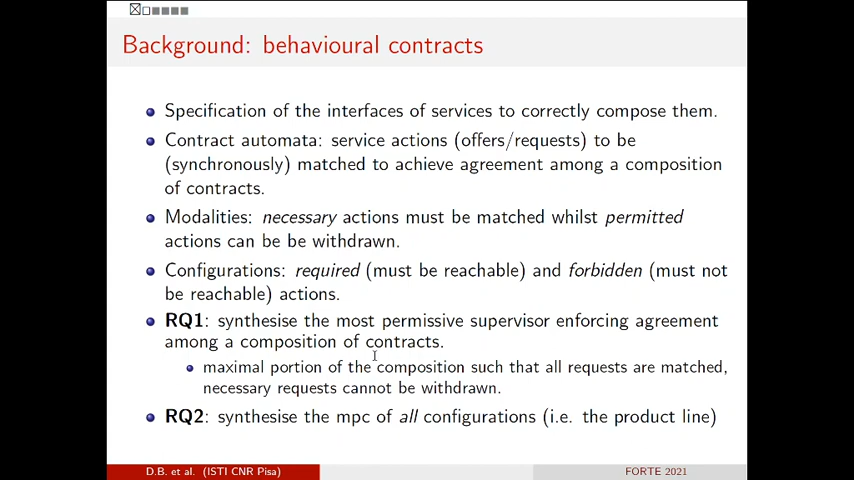 Background: behavioural contracts
Specification of the interfaces of services to correctly compose them.
Contract automata: service actions (offers/requests) to be
(synchronously) matched to achieve agreement among a composition
of contracts.
Modalities: necessary actions must be matched whilst permitted
actions can be be withdrawn.
Configurations: required (must be reachable) and forbidden (must not
be reachable) actions.
RQ1: synthesise the most permissive supervisor enforcing agreement
among a composition of contracts.
maximal portion of the composition such that all requests are matched,
necessary requests cannot be withdrawn.
RQ2: synthesise the mpc of all configurations (i.e. the product line)
D.B. et al. (ISTI CNR Pisa)
FORTE 2021